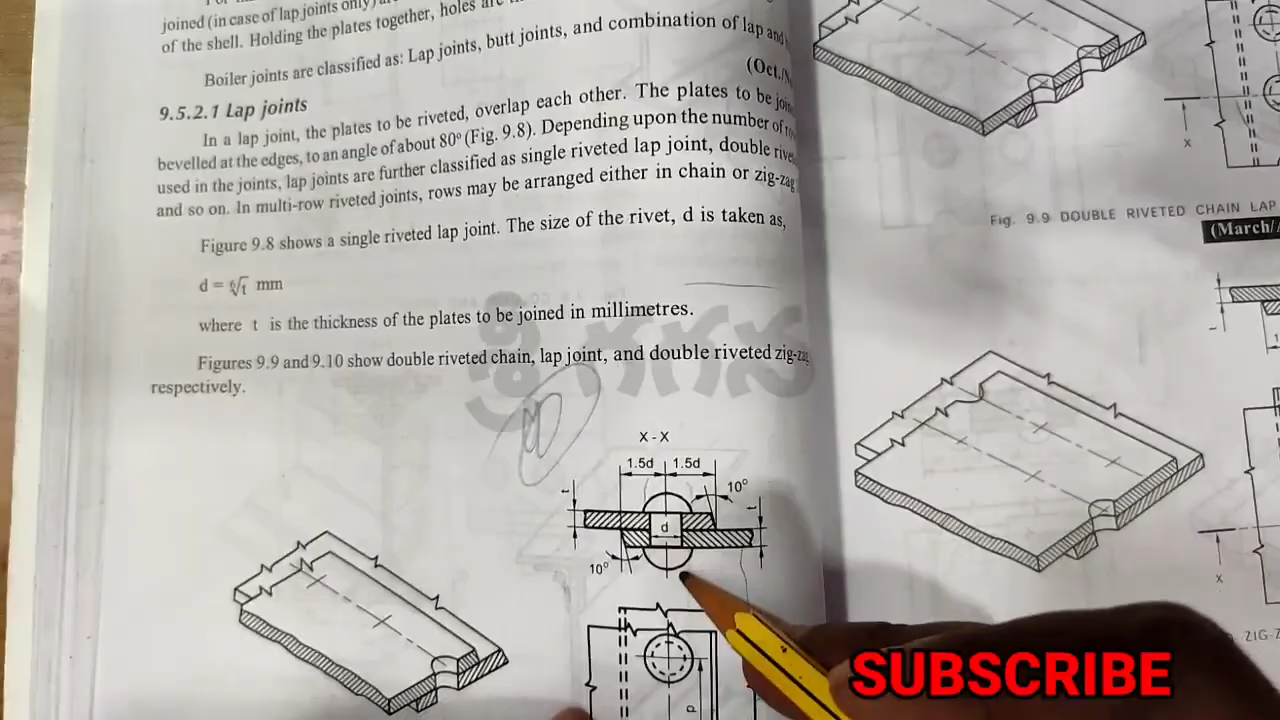 joined (in case of lap joints only)
of the shell. Holding the plates together, holes are
Boiler joints are classified as: Lap joints, butt joints, and combination of lap and
(Oct./N
9.5.2.1 Lap joints
In a lap joint, the plates to be riveted, overlap each other. The plates to be join
bevelled at the edges, to an angle of about 80° (Fig. 9.8). Depending upon the number of
used in the joints, lap joints are further classified as single riveted lap joint, double rive
and so on. In multi-row riveted joints, rows may be arranged either in chain or zig-zag
Figure 9.8 shows a single riveted lap joint. The size of the rivet, d is taken as,
d = 6√t mm
where t is the thickness of the plates to be joined in millimetres.
Figures 9.9 and 9.10 show double riveted chain, lap joint, and double riveted zig-zag
respectively.
X - X
1.5d 1.5d
10°
t
t
d
10°
P
X
Fig. 9.9 DOUBLE RIVETED CHAIN LAP
(March/
t
X
ZIG-Z
SUBSCRIBE